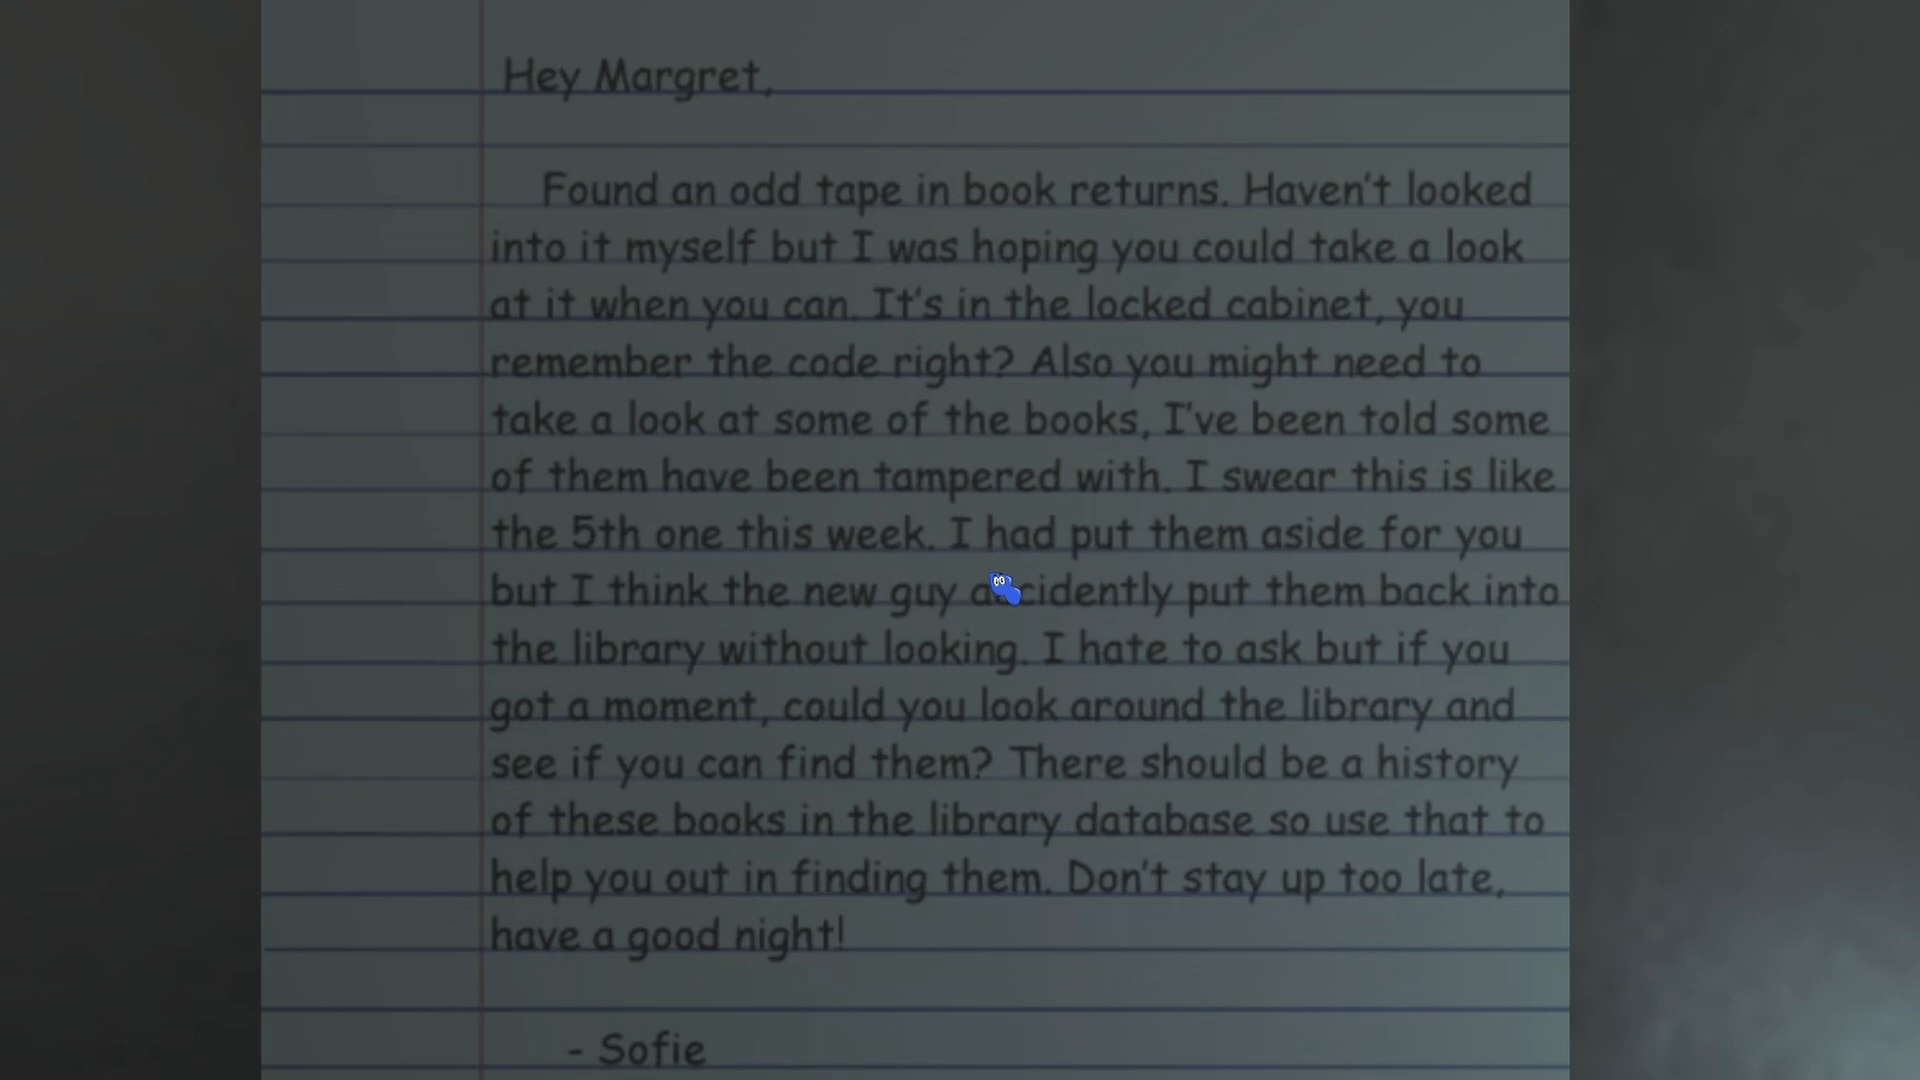 Hey Margret,
Found an odd tape in book returns. Haven't looked
into it myself but I was hoping you could take a look
at it when you can. It's in the locked cabinet, you
remember the code right? Also you might need to
take a look at some of the books, I've been told some
of them have been tampered with. I swear this is like
the 5th one this week. I had put them aside for you
but I think the new guy accidently put them back into
the library without looking. I hate to ask but if you
got a moment, could you look around the library and
see if you can find them? There should be a history
of these books in the library database so use that to
help you out in finding them. Don't stay up too late,
have a good night!
- Sofie